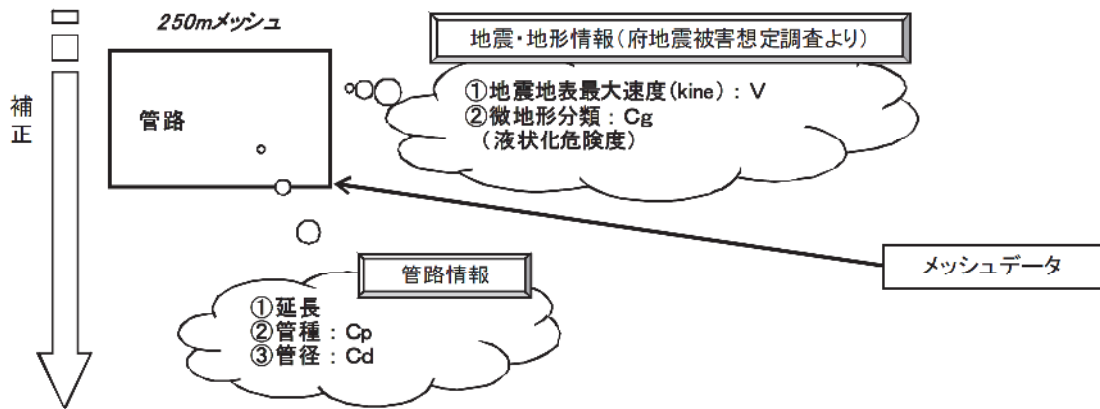 250mメッシュ
地震・地形情報(府地震被害想定調査より)
補正
管路
①地震地表最大速度(kine):V
②微地形分類:Cg
(液状化危険度)
メッシュデータ
管路情報
①延長
②管種:Cp
③管径:Cd